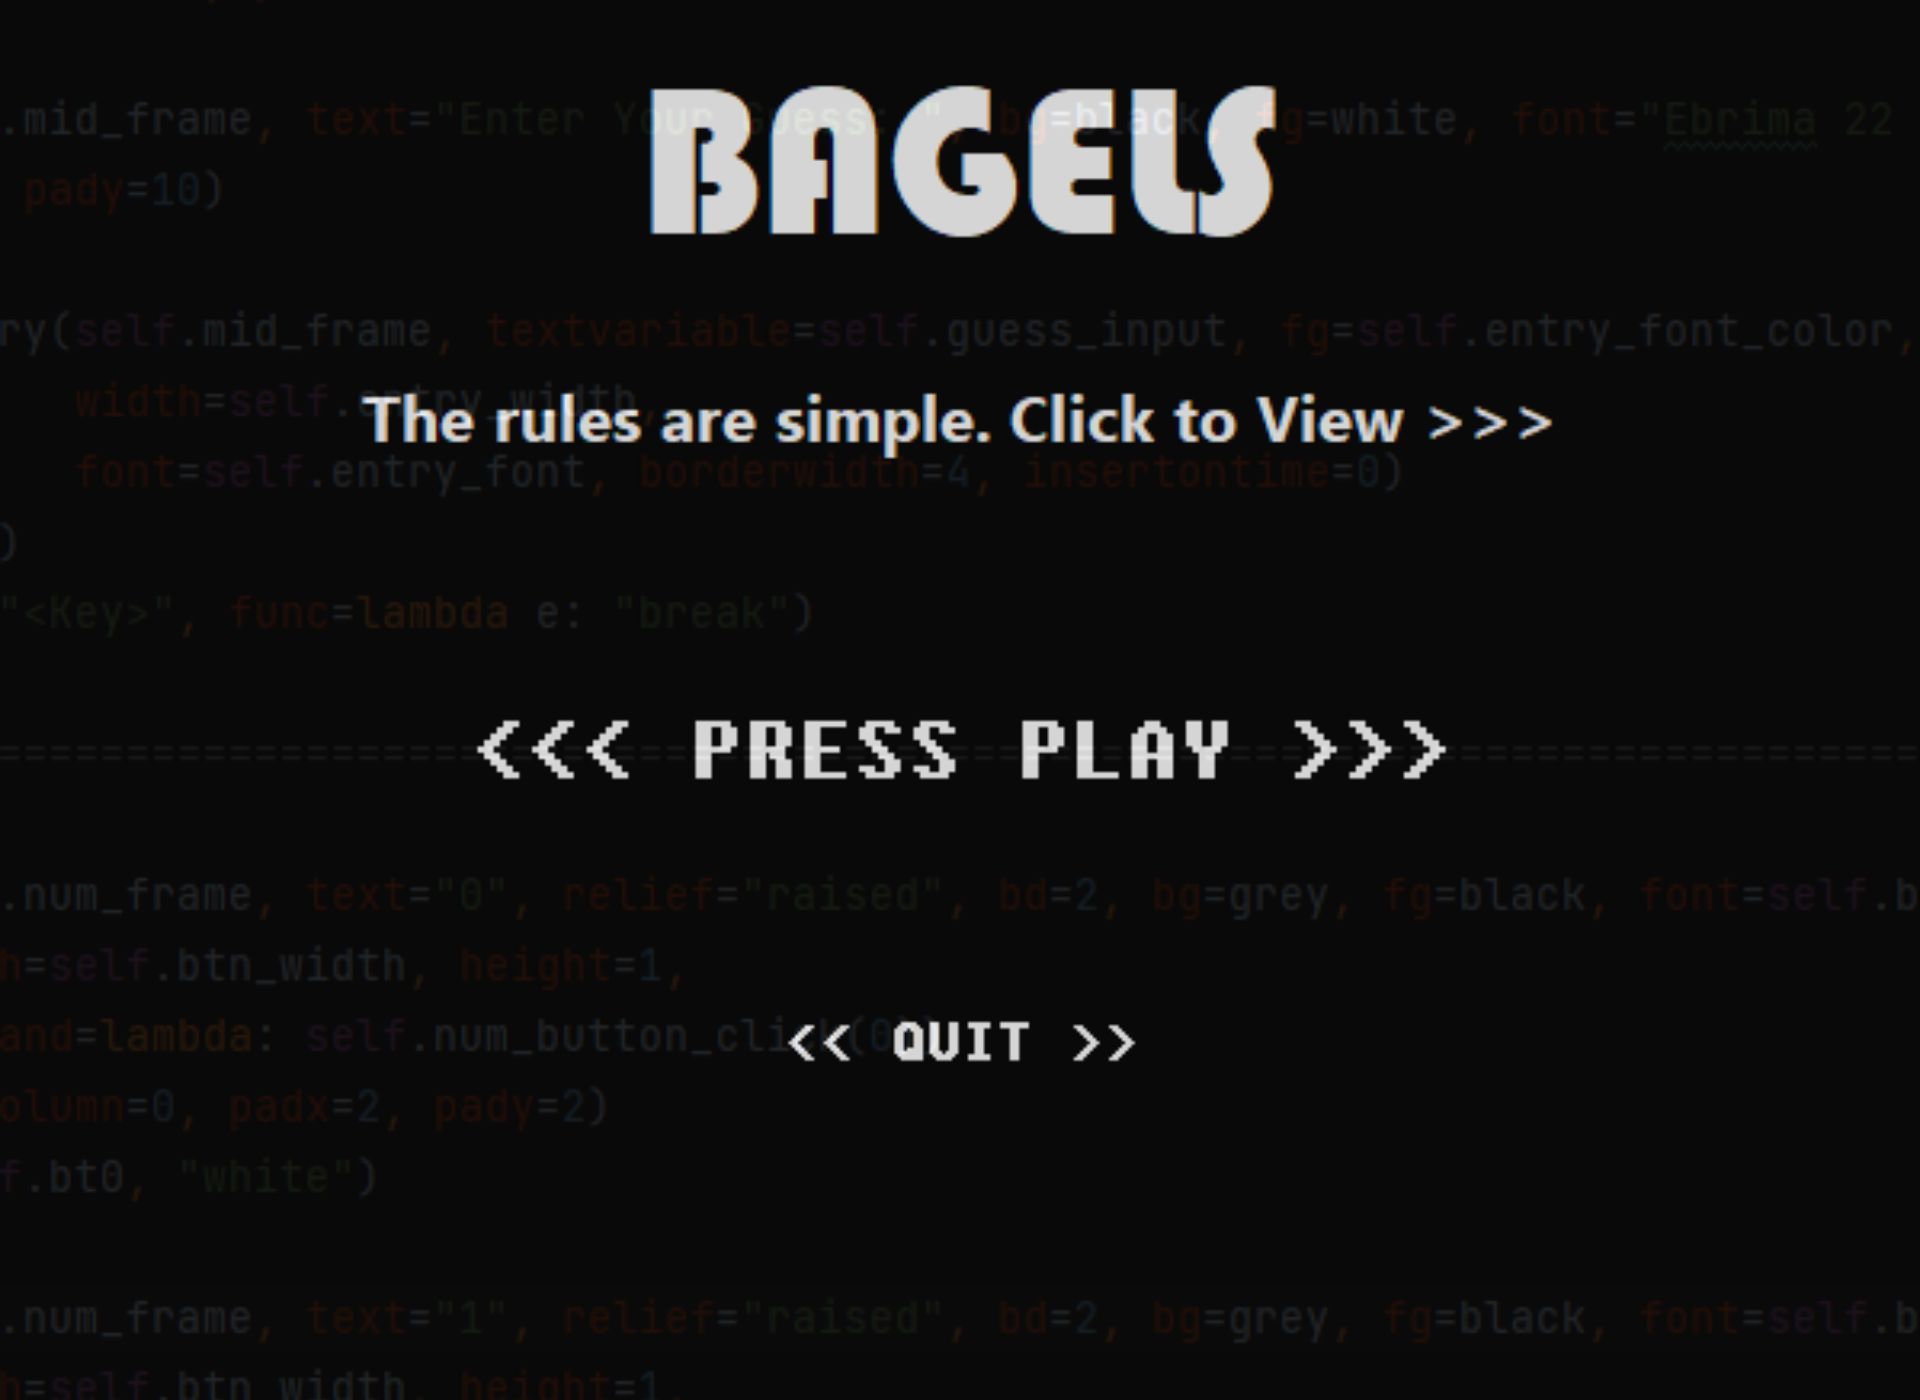 .mid_frame, text="Enter Your Guess: ", bg=black, fg=white, font="Ebrima 22
BAGELS
pady=10)
ry(self.mid_frame, textvariable=self.guess_input, fg=self.entry_font_color,
width=self.entry_width,
The rules are simple. Click to View >>>
font=self.entry_font, borderwidth=4, insertontime=0)
)
"<Key>", func=lambda e: "break")
<<< PRESS PLAY >>>
.num_frame, text="0", relief="raised", bd=2, bg=grey, fg=black, font=self.b
h=self.btn_width, height=1,
and=lambda: self.num_button_click(0))
<< QUIT >>
olumn=0, padx=2, pady=2)
f.bt0, "white")
.num_frame, text="1", relief="raised", bd=2, bg=grey, fg=black, font=self.b
h=self.btn_width, height=1,